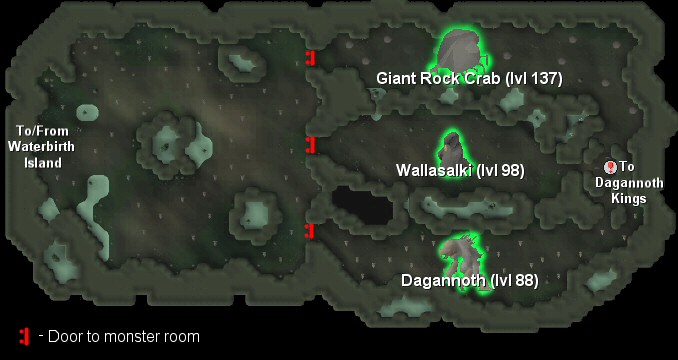 Giant Rock Crab (lvl 137)
To/From
Waterbirth
Island
Wallasalki (lvl 98)
To
Dagannoth
Kings
Dagannoth (lvl 88)
- Door to monster room